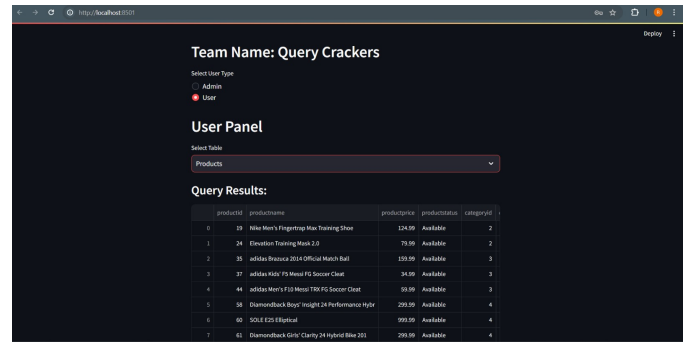 http://localhost:8501
Deploy
Team Name: Query Crackers
Select User Type
Admin
User
User Panel
Select Table
Products
Query Results:
productid productname productprice productstatus categoryid
0 19 Nike Men's Fingertrap Max Training Shoe 124.99 Available 2
1 24 Elevation Training Mask 2.0 79.99 Available 2
2 35 adidas Brazuca 2014 Official Match Ball 159.99 Available 3
3 37 adidas Kids' F5 Messi FG Soccer Cleat 34.99 Available 3
4 44 adidas Men's F10 Messi TRX FG Soccer Cleat 59.99 Available 3
5 58 Diamondback Boys' Insight 24 Performance Hybr 299.99 Available 4
6 60 SOLE E25 Elliptical 999.99 Available 4
7 61 Diamondback Girls' Clarity 24 Hybrid Bike 201 299.99 Available 4